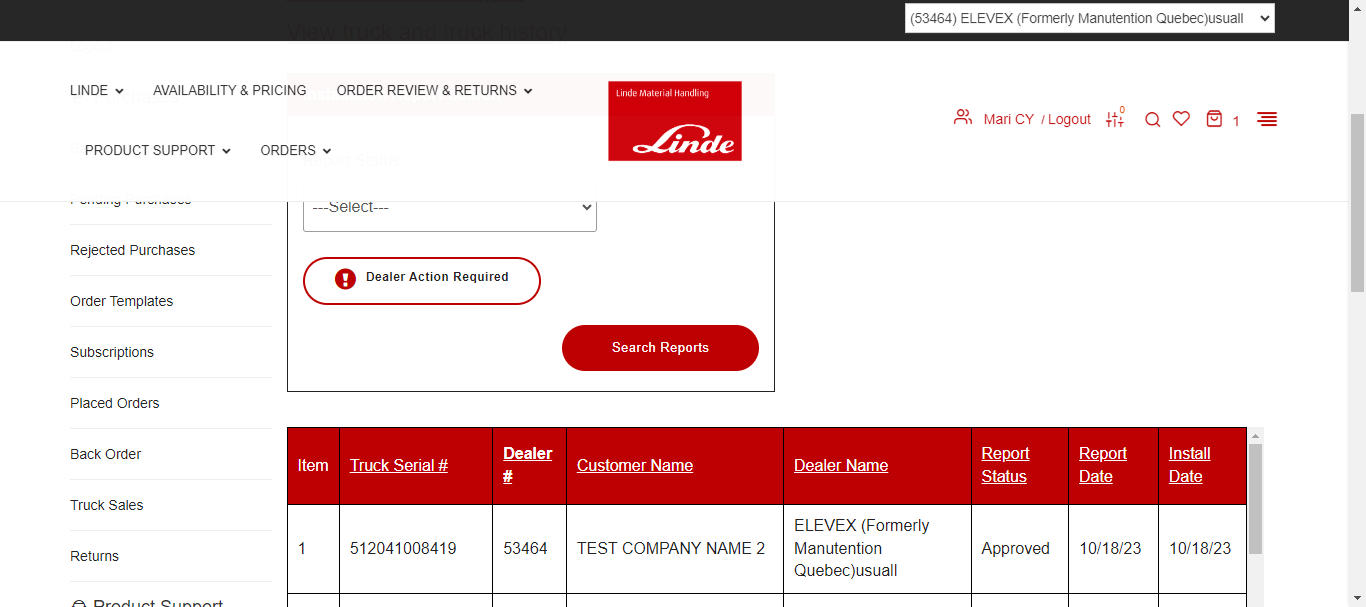 (53464) ELEVEX (Formerly Manutention Quebec)usuall
View truck and truck history
LINDE
AVAILABILITY & PRICING
ORDER REVIEW & RETURNS
Linde Material Handling
Linde
Mari CY / Logout
0
1
PRODUCT SUPPORT
ORDERS
Pending Purchases
---Select---
Rejected Purchases
Dealer Action Required
Order Templates
Search Reports
Subscriptions
Placed Orders
Back Order
Truck Sales
Returns
Product Support
Item Truck Serial # Dealer # Customer Name Dealer Name Report Status Report Date Install Date
1 512041008419 53464 TEST COMPANY NAME 2 ELEVEX (Formerly Manutention Quebec)usuall Approved 10/18/23 10/18/23